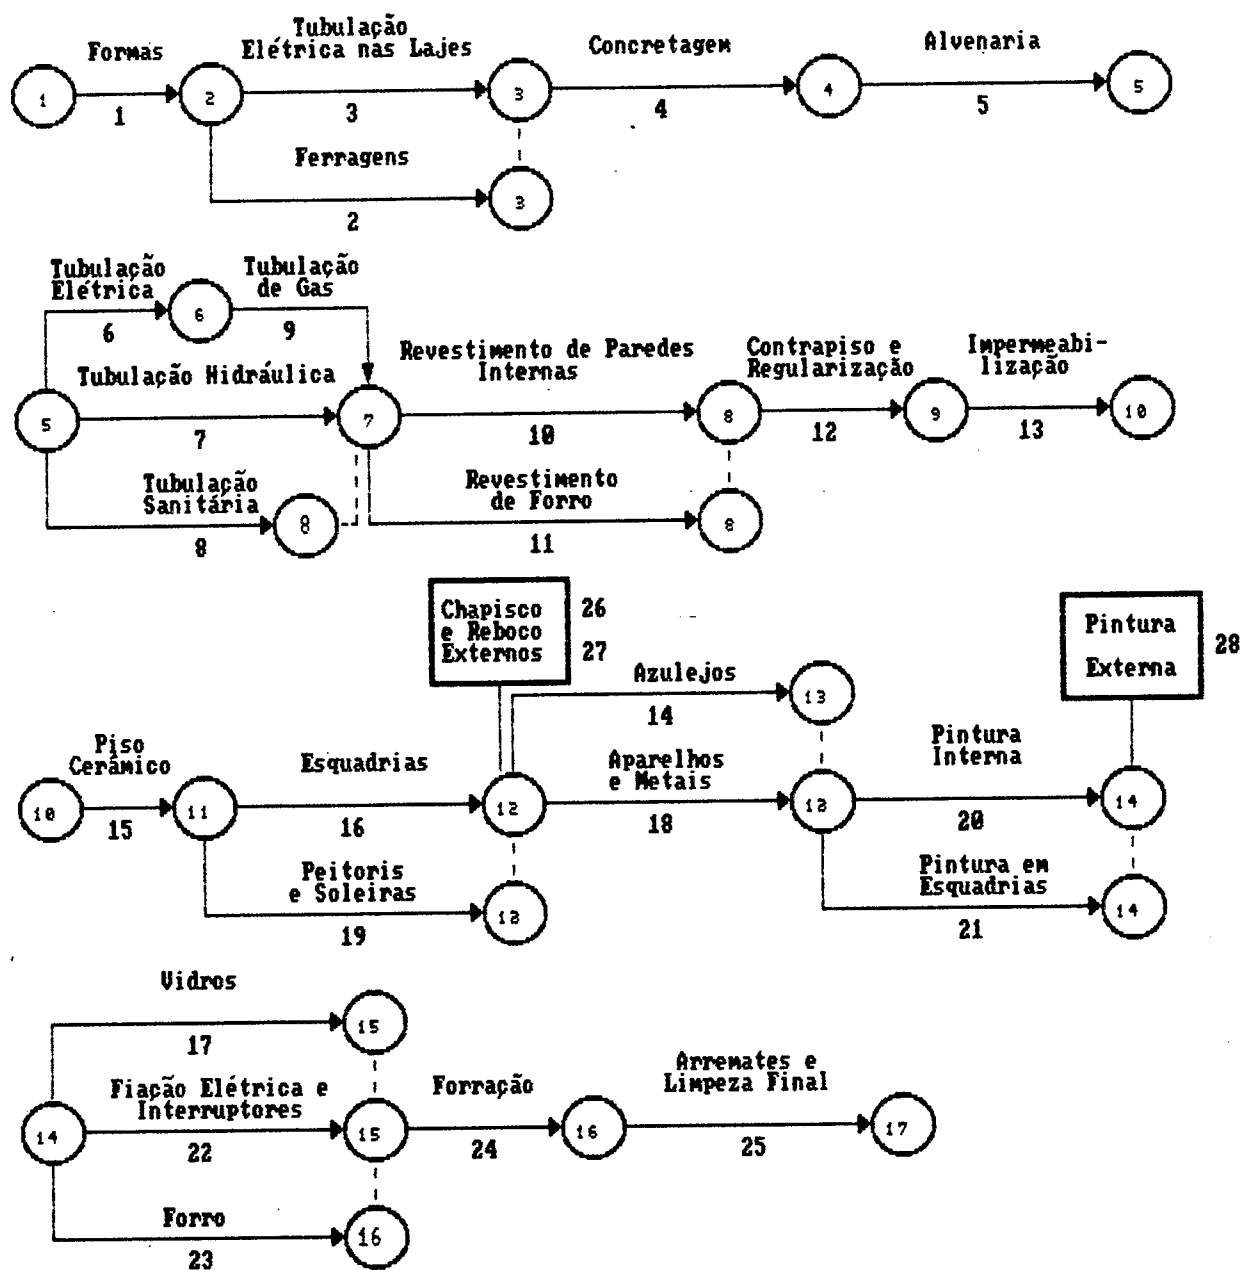 Formas
Tubulação
Elétrica nas Lajes
Concretagem
Alvenaria
1
2
3
4
5
1
3
4
5
Ferragens
3
2
Tubulação
Elétrica
Tubulação
de Gas
6
6
9
Tubulação Hidráulica
Revestimento de Paredes
Internas
Contrapiso e
Regularização
Impermeabi-
lização
5
7
8
9
10
7
10
12
13
Tubulação
Sanitária
8
8
Revestimento
de Forro
8
11
Chapisco
e Reboco
Externos
26
27
Pintura
Externa
28
Azulejos
13
14
Piso
Cerâmico
Esquadrias
Aparelhos
e Metais
Pintura
Interna
10
11
12
13
14
15
16
18
20
Peitoris
e Soleiras
12
19
Pintura em
Esquadrias
14
21
Vidros
15
17
Fiação Elétrica e
Interruptores
Forração
Arremates e
Limpeza Final
14
15
16
17
22
24
25
Forro
16
23